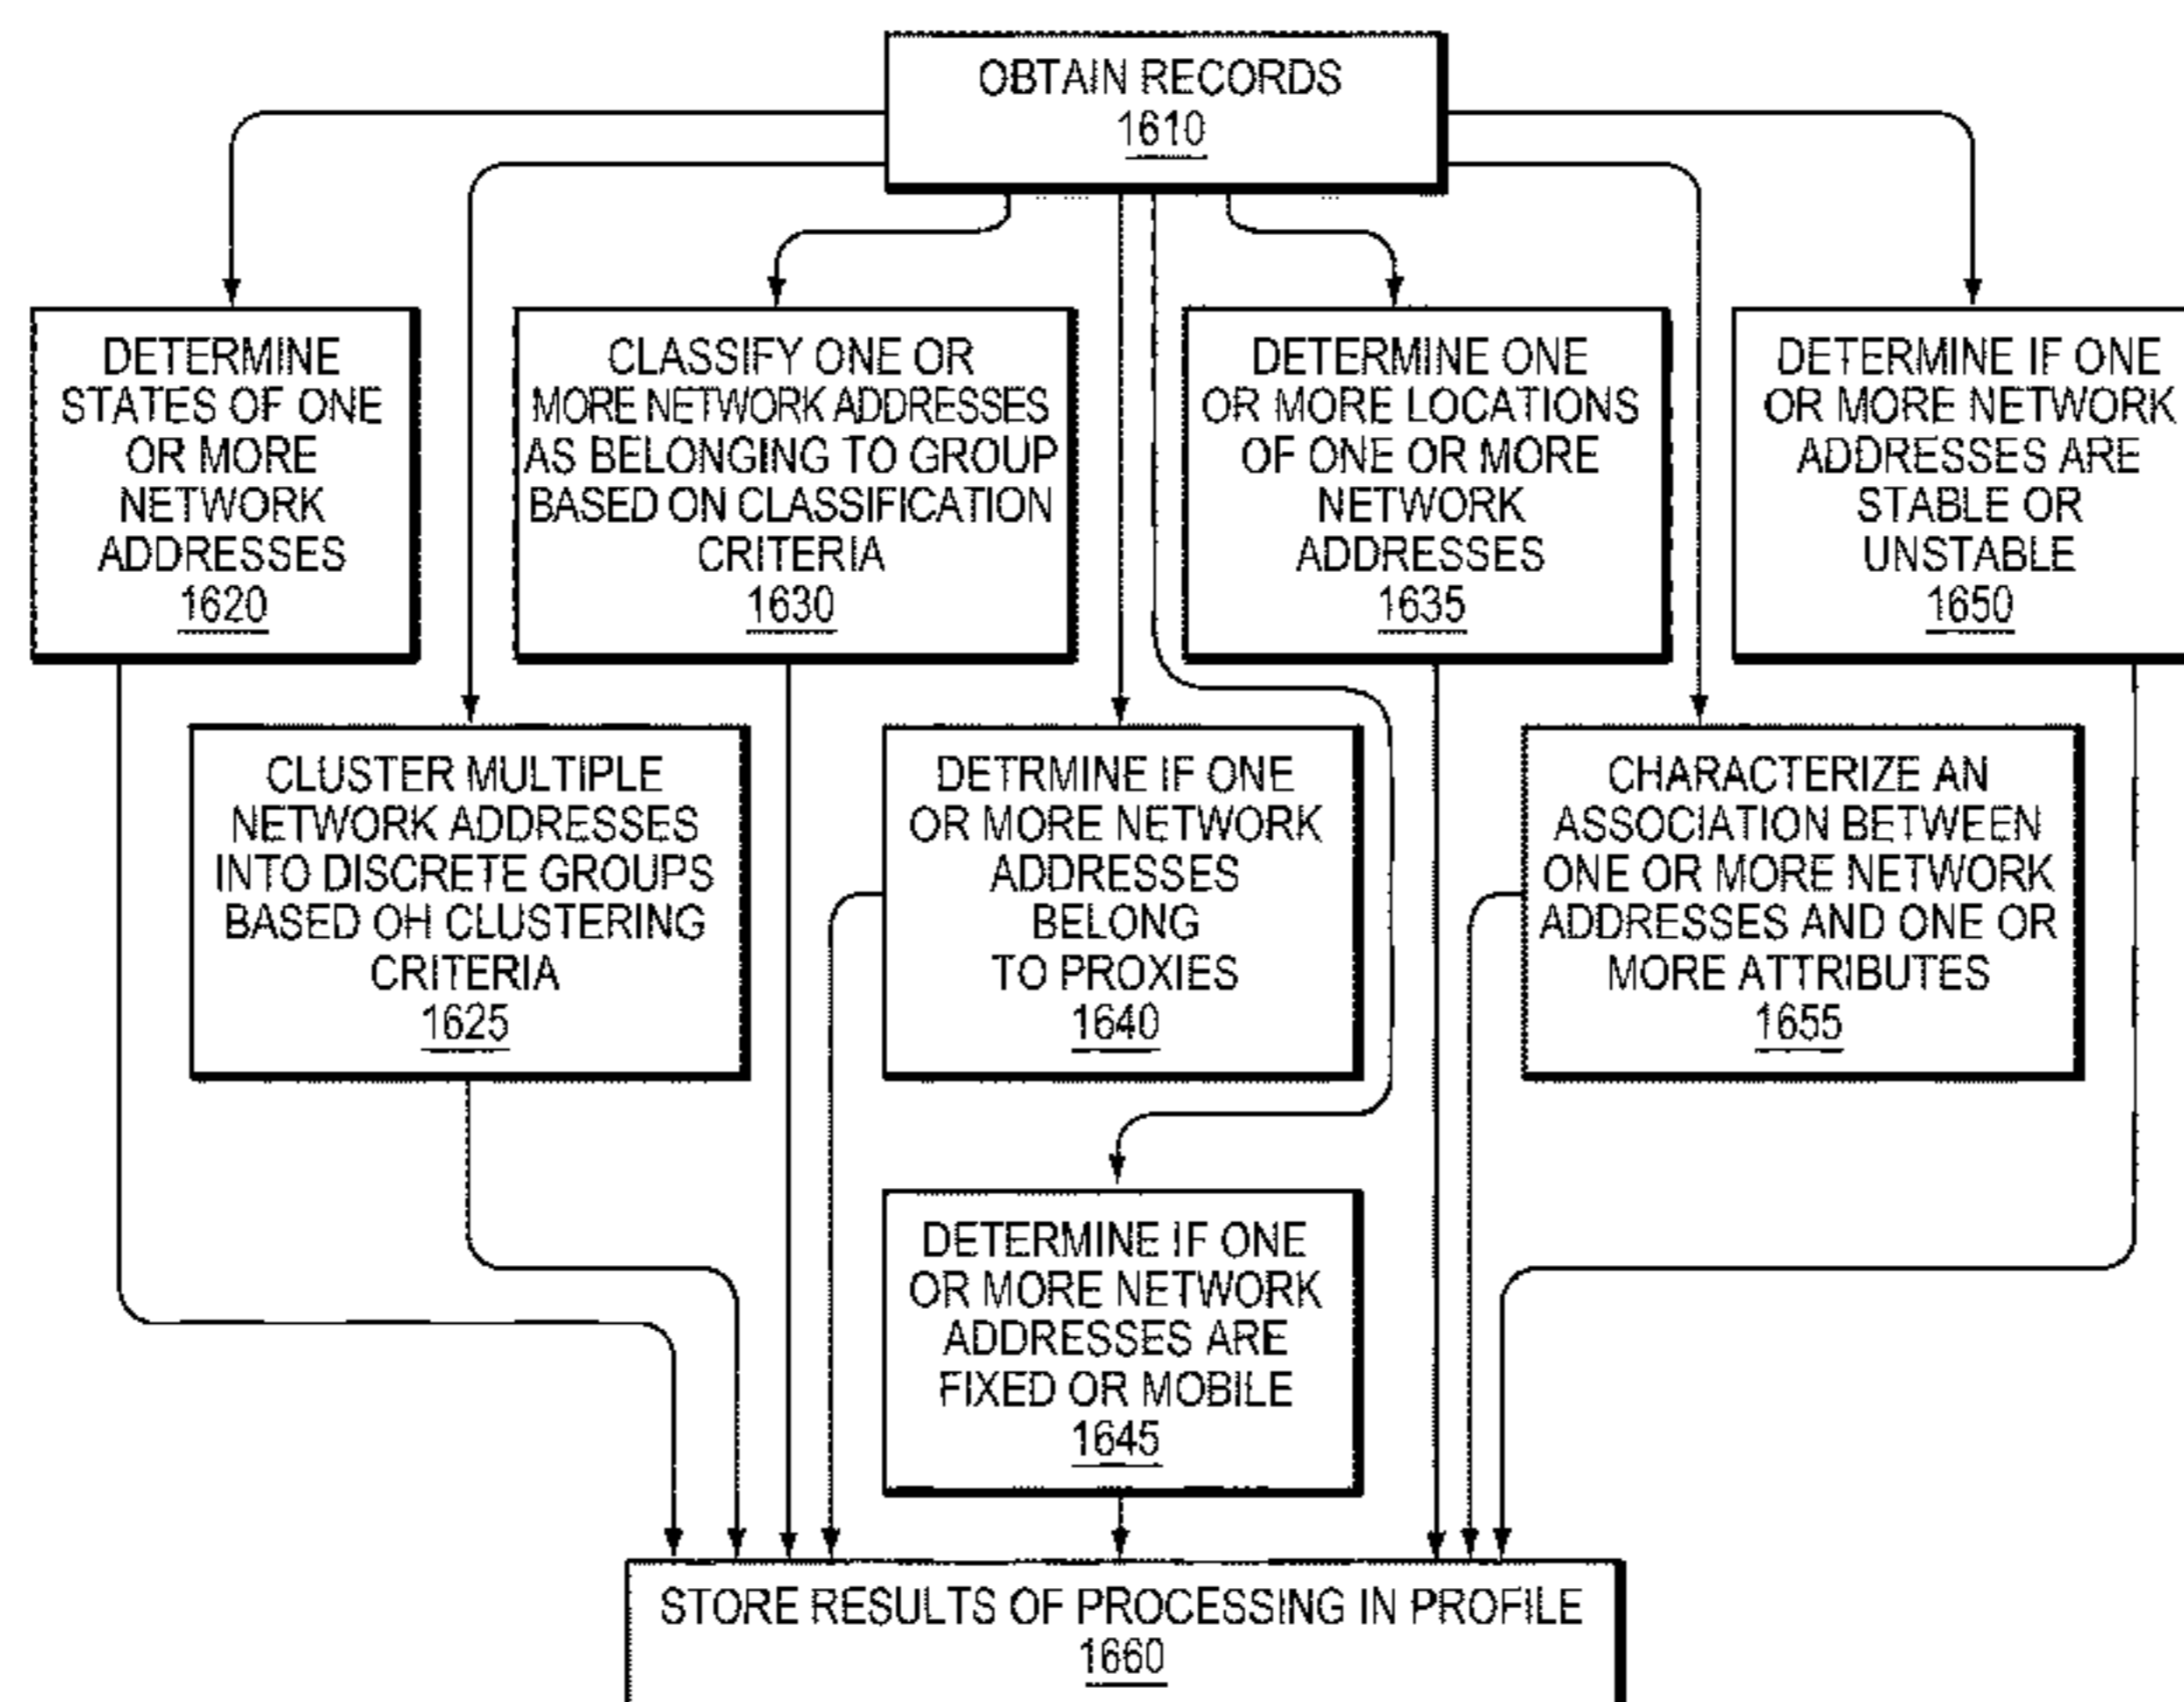 OBTAIN RECORDS
1610
DETERMINE
STATES OF ONE
OR MORE
NETWORK
ADDRESSES
1620
CLASSIFY ONE OR
MORE NETWORK ADDRESSES
AS BELONGING TO GROUP
BASED ON CLASSIFICATION
CRITERIA
1630
DETERMINE ONE
OR MORE LOCATIONS
OF ONE OR MORE
NETWORK
ADDRESSES
1635
DETERMINE IF ONE
OR MORE NETWORK
ADDRESSES ARE
STABLE OR
UNSTABLE
1650
CLUSTER MULTIPLE
NETWORK ADDRESSES
INTO DISCRETE GROUPS
BASED OH CLUSTERING
CRITERIA
1625
DETRMINE IF ONE
OR MORE NETWORK
ADDRESSES
BELONG
TO PROXIES
1640
CHARACTERIZE AN
ASSOCIATION BETWEEN
ONE OR MORE NETWORK
ADDRESSES AND ONE OR
MORE ATTRIBUTES
1655
DETERMINE IF ONE
OR MORE NETWORK
ADDRESSES ARE
FIXED OR MOBILE
1645
STORE RESULTS OF PROCESSING IN PROFILE
1660